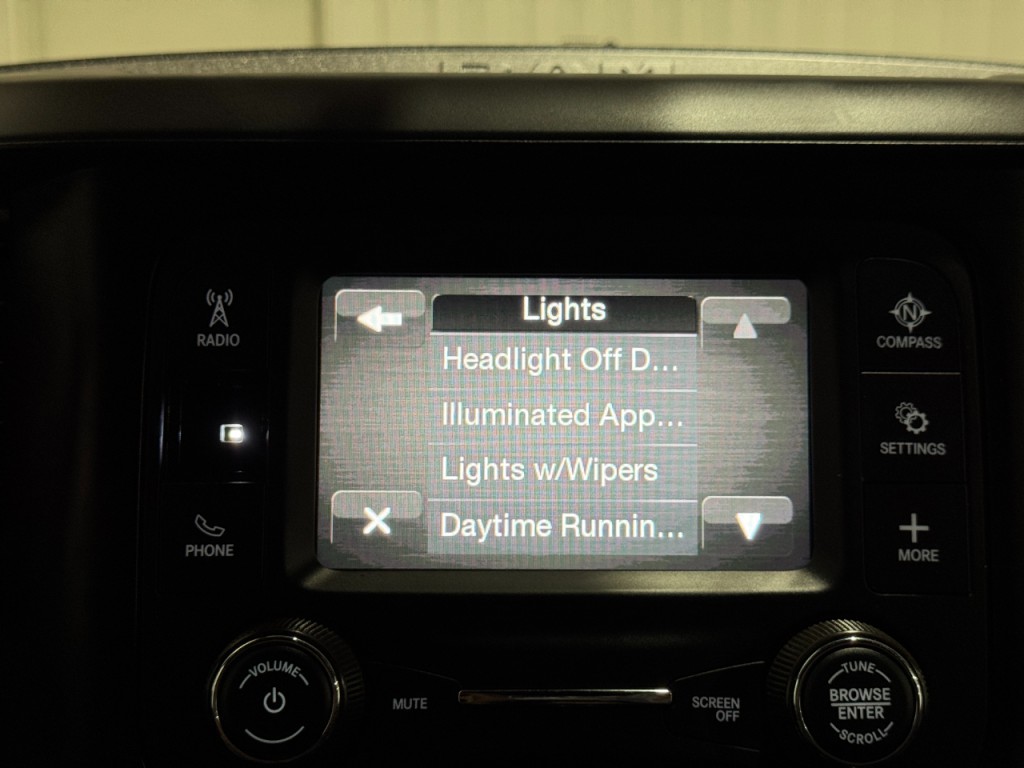 RADIO
PHONE
Lights
Headlight Off D...
Illuminated App...
Lights w/Wipers
Daytime Runnin...
N
COMPASS
SETTINGS
MORE
VOLUME
MUTE
SCREEN
OFF
TUNE
BROWSE
ENTER
SCROLL